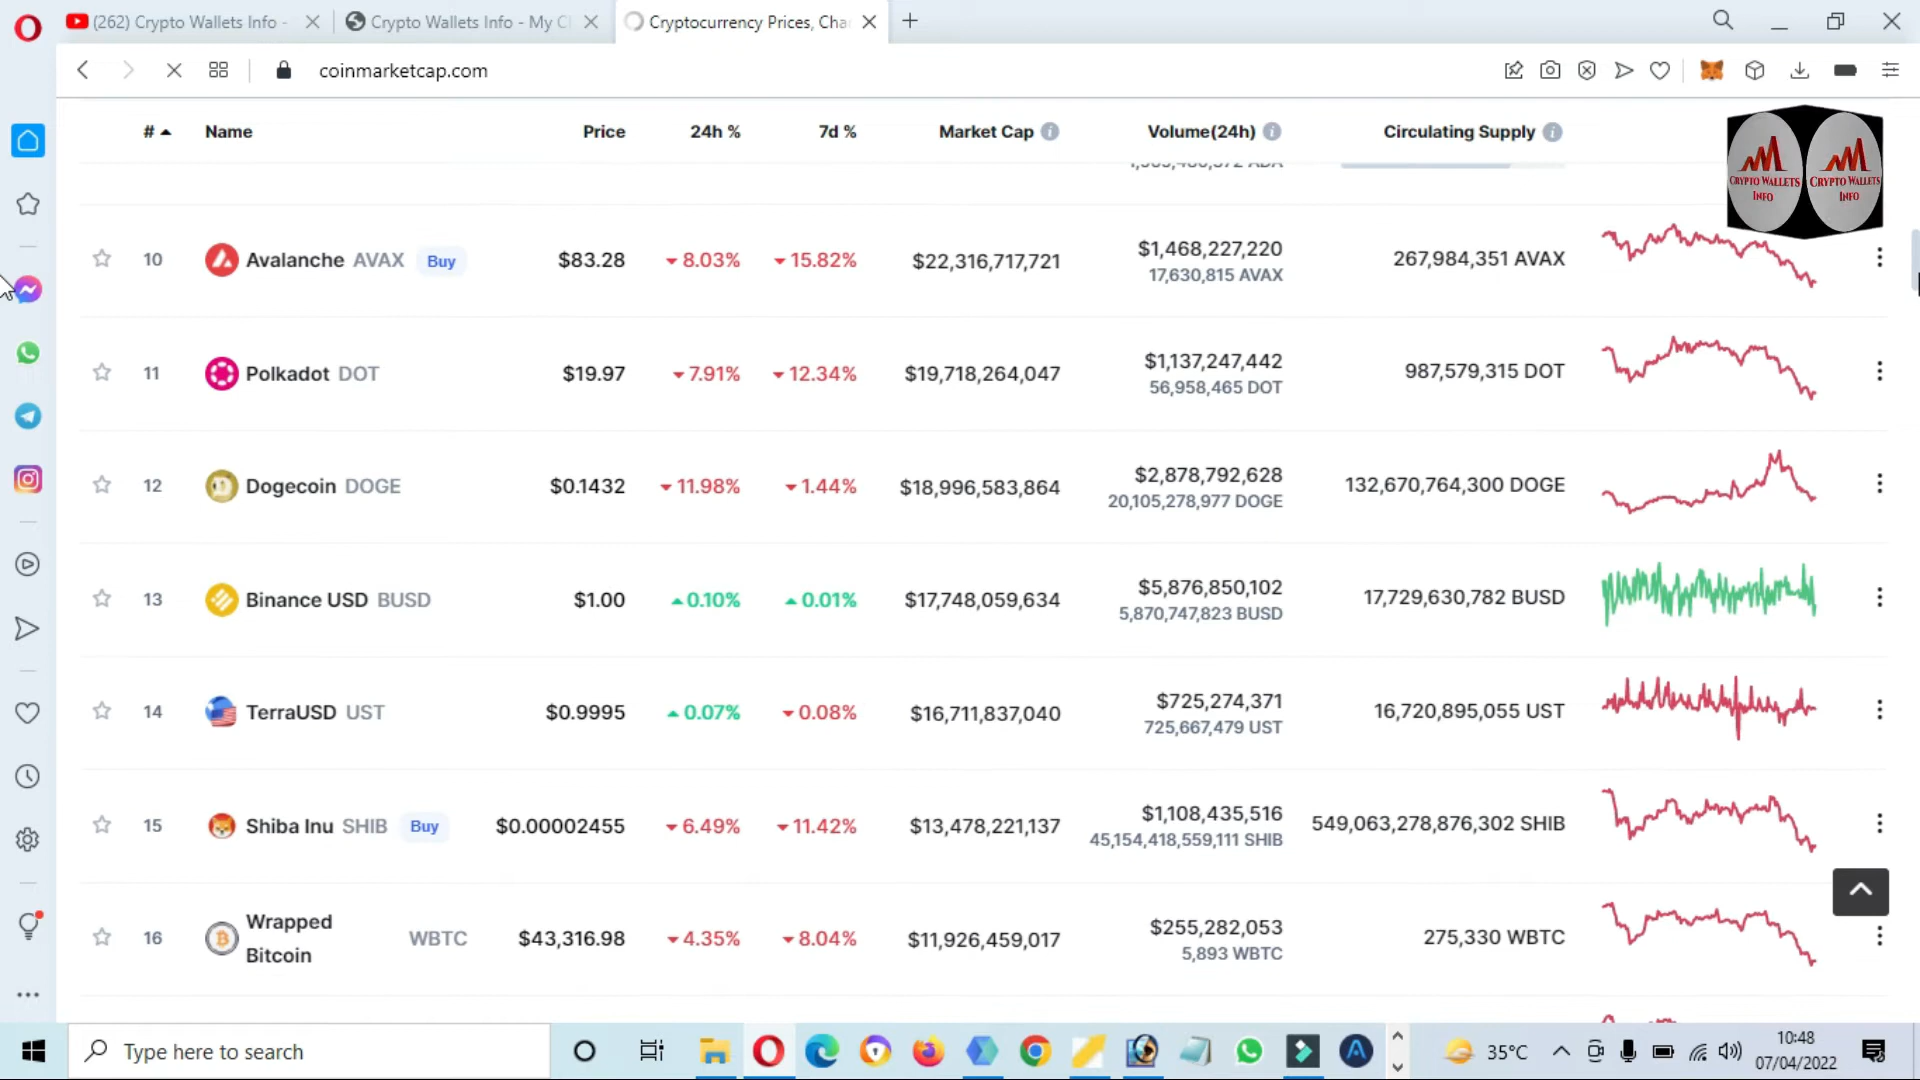 (262) Crypto Wallets Info -
Crypto Wallets Info - My C
Cryptocurrency Prices, Cha
coinmarketcap.com
# Name Price 24h % 7d % Market Cap Volume(24h) Circulating Supply
CRYPTO WALLETS INFO
CRYPTO WALLETS INFO
10 Avalanche AVAX Buy $83.28 8.03% 15.82% $22,316,717,721 $1,468,227,220 267,984,351 AVAX
17,630,815 AVAX
11 Polkadot DOT $19.97 7.91% 12.34% $19,718,264,047 $1,137,247,442 987,579,315 DOT
56,958,465 DOT
12 Dogecoin DOGE $0.1432 11.98% 1.44% $18,996,583,864 $2,878,792,628 132,670,764,300 DOGE
20,105,278,977 DOGE
13 Binance USD BUSD $1.00 0.10% 0.01% $17,748,059,634 $5,876,850,102 17,729,630,782 BUSD
5,870,747,823 BUSD
14 TerraUSD UST $0.9995 0.07% 0.08% $16,711,837,040 $725,274,371 16,720,895,055 UST
725,667,479 UST
15 Shiba Inu SHIB Buy $0.00002455 6.49% 11.42% $13,478,221,137 $1,108,435,516 549,063,278,876,302 SHIB
45,154,418,559,111 SHIB
16 Wrapped Bitcoin WBTC $43,316.98 4.35% 8.04% $11,926,459,017 $255,282,053 275,330 WBTC
5,893 WBTC
Type here to search
35°C
10:48
07/04/2022